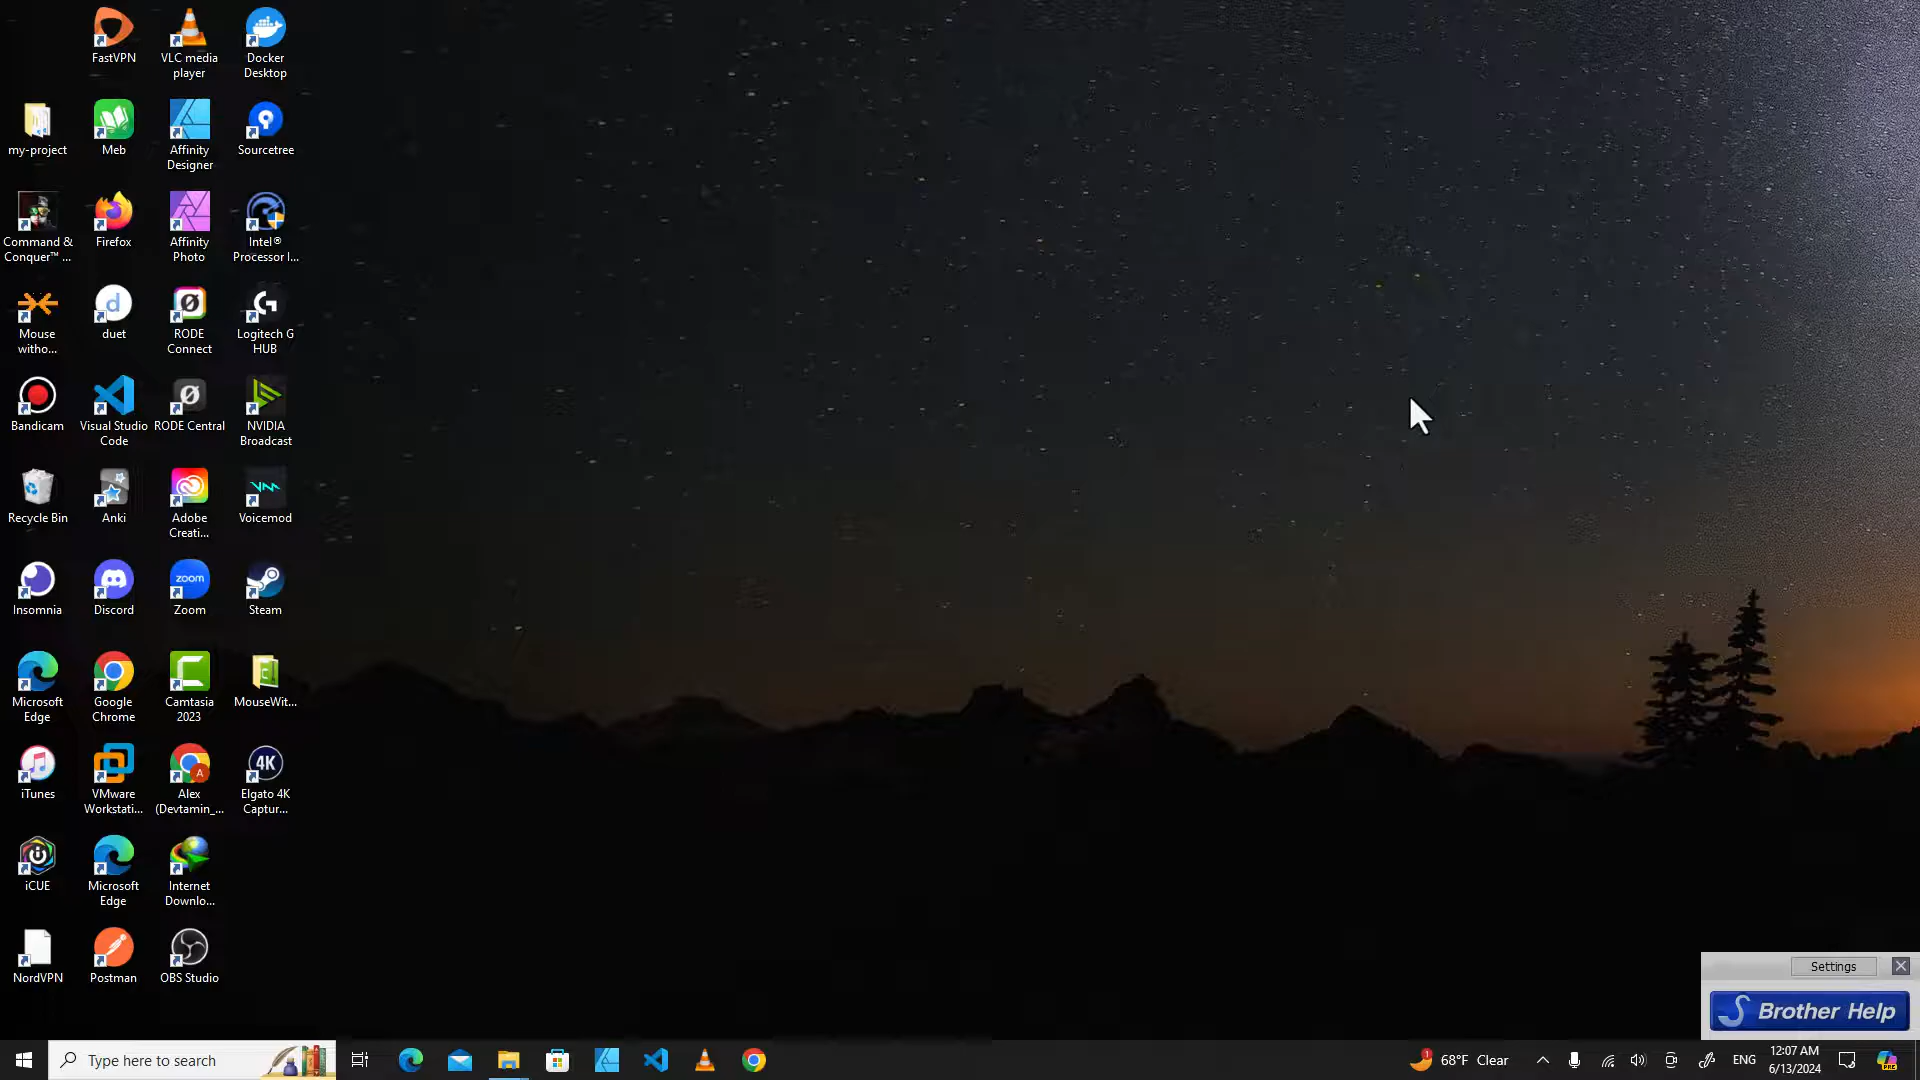 FastVPN
VLC media
player
Docker
Desktop
my-project
Meb
Affinity
Designer
Sourcetree
Command &
Conquer™ ...
Firefox
Affinity
Photo
Intel®
Processor I...
Mouse
witho...
duet
RODE
Connect
Logitech G
HUB
Bandicam
Visual Studio
Code
RODE Central
NVIDIA
Broadcast
Recycle Bin
Anki
Adobe
Creati...
Voicemod
Insomnia
Discord
zoom
Zoom
Steam
Microsoft
Edge
Google
Chrome
Camtasia
2023
MouseWit...
iTunes
VMware
Workstati...
A
Alex
(Devtamin_...
4K
Elgato 4K
Captur...
iCUE
Microsoft
Edge
Internet
Downlo...
NordVPN
Postman
OBS Studio
Settings
Brother Help
Type here to search
1
68°F Clear
ENG
12:07 AM
6/13/2024
PRE